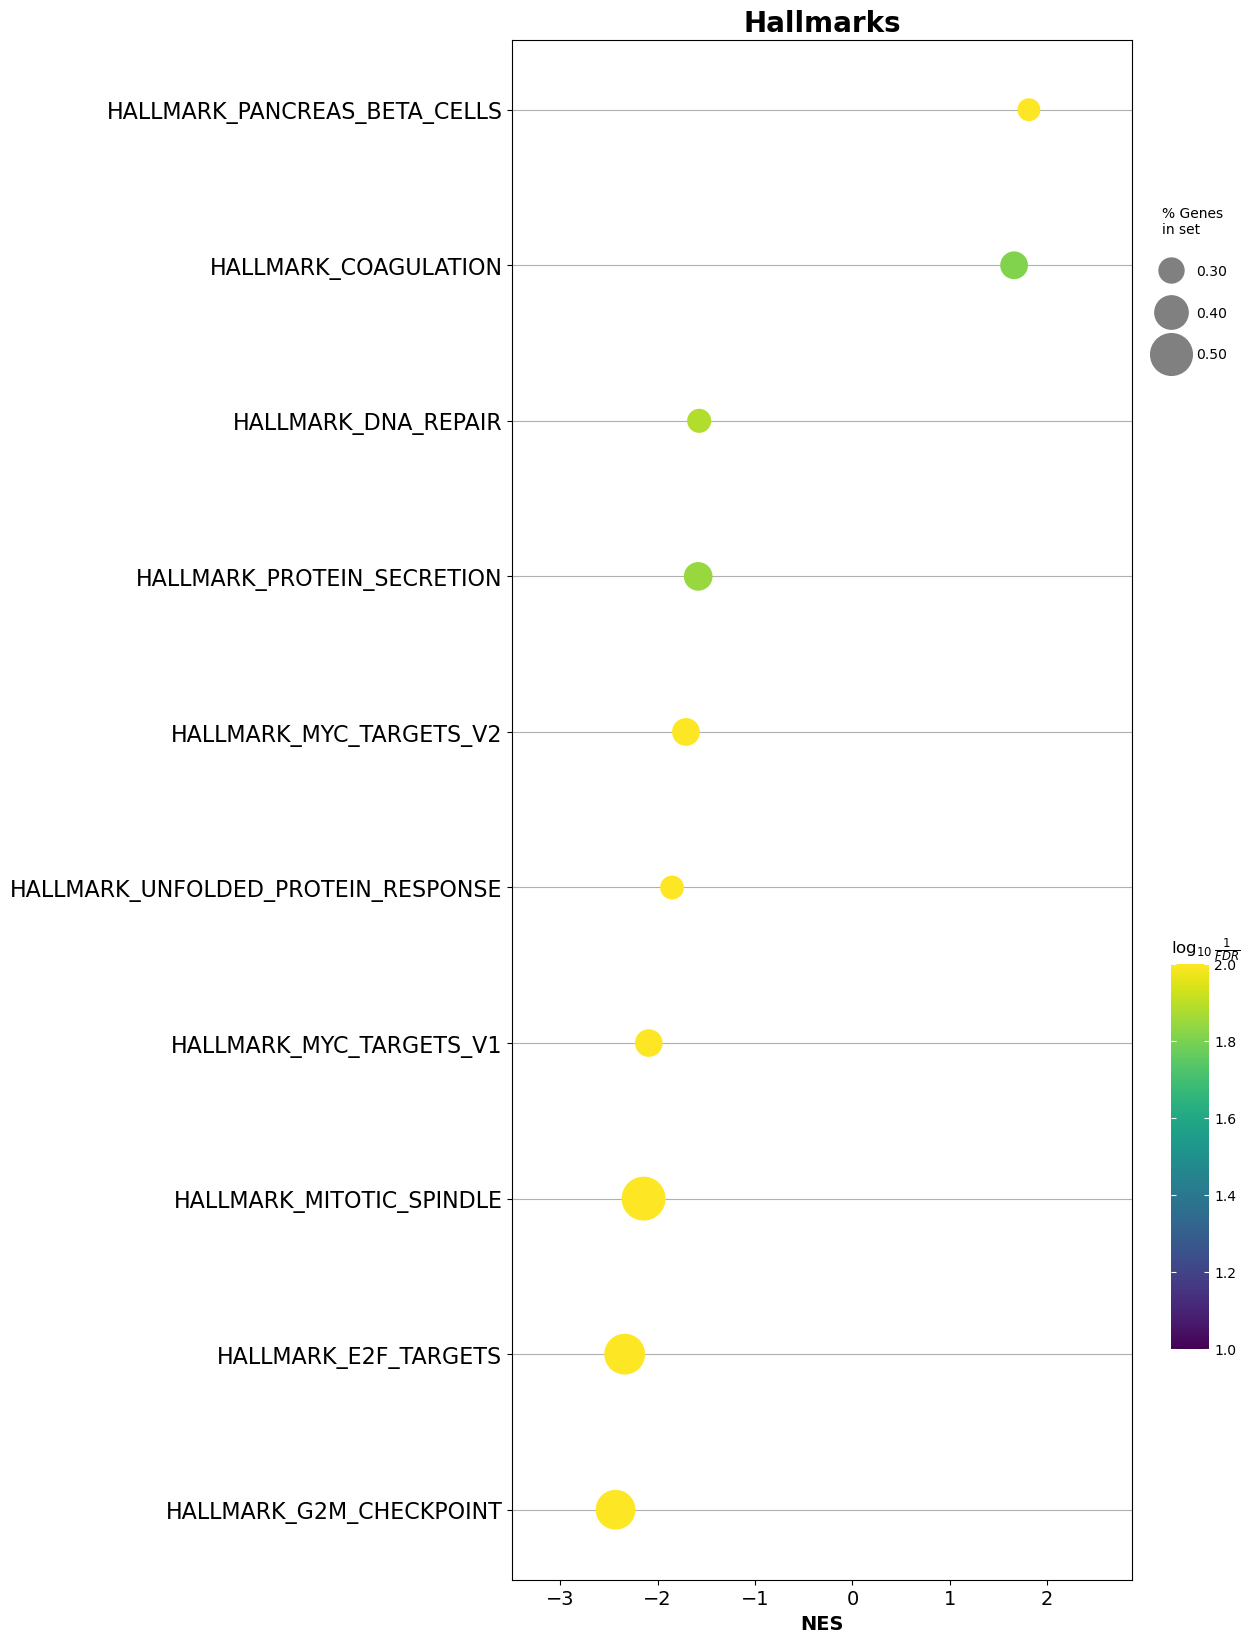 Hallmarks
HALLMARK_PANCREAS_BETA_CELLS
HALLMARK_COAGULATION
HALLMARK_DNA_REPAIR
HALLMARK_PROTEIN_SECRETION
HALLMARK_MYC_TARGETS_V2
HALLMARK_UNFOLDED_PROTEIN_RESPONSE
HALLMARK_MYC_TARGETS_V1
HALLMARK_MITOTIC_SPINDLE
HALLMARK_E2F_TARGETS
HALLMARK_G2M_CHECKPOINT
−3 −2 −1 0 1 2
NES
% Genes
in set
0.30
0.40
0.50
log₁₀ 1/FDR
2.0
1.8
1.6
1.4
1.2
1.0